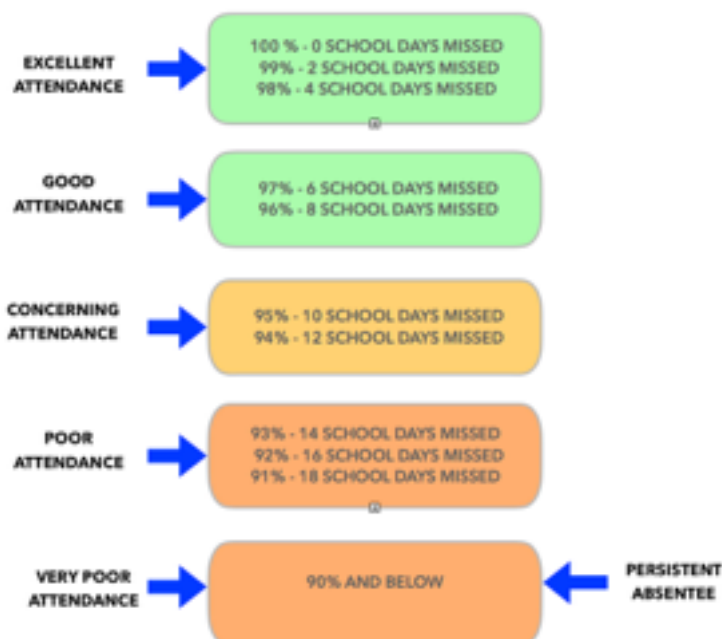 EXCELLENT
ATTENDANCE
100 % - 0 SCHOOL DAYS MISSED
99% - 2 SCHOOL DAYS MISSED
98% - 4 SCHOOL DAYS MISSED
GOOD
ATTENDANCE
97% - 6 SCHOOL DAYS MISSED
96% - 8 SCHOOL DAYS MISSED
CONCERNING
ATTENDANCE
95% - 10 SCHOOL DAYS MISSED
94% - 12 SCHOOL DAYS MISSED
POOR
ATTENDANCE
93% - 14 SCHOOL DAYS MISSED
92% - 16 SCHOOL DAYS MISSED
91% - 18 SCHOOL DAYS MISSED
VERY POOR
ATTENDANCE
90% AND BELOW
PERSISTENT
ABSENTEE